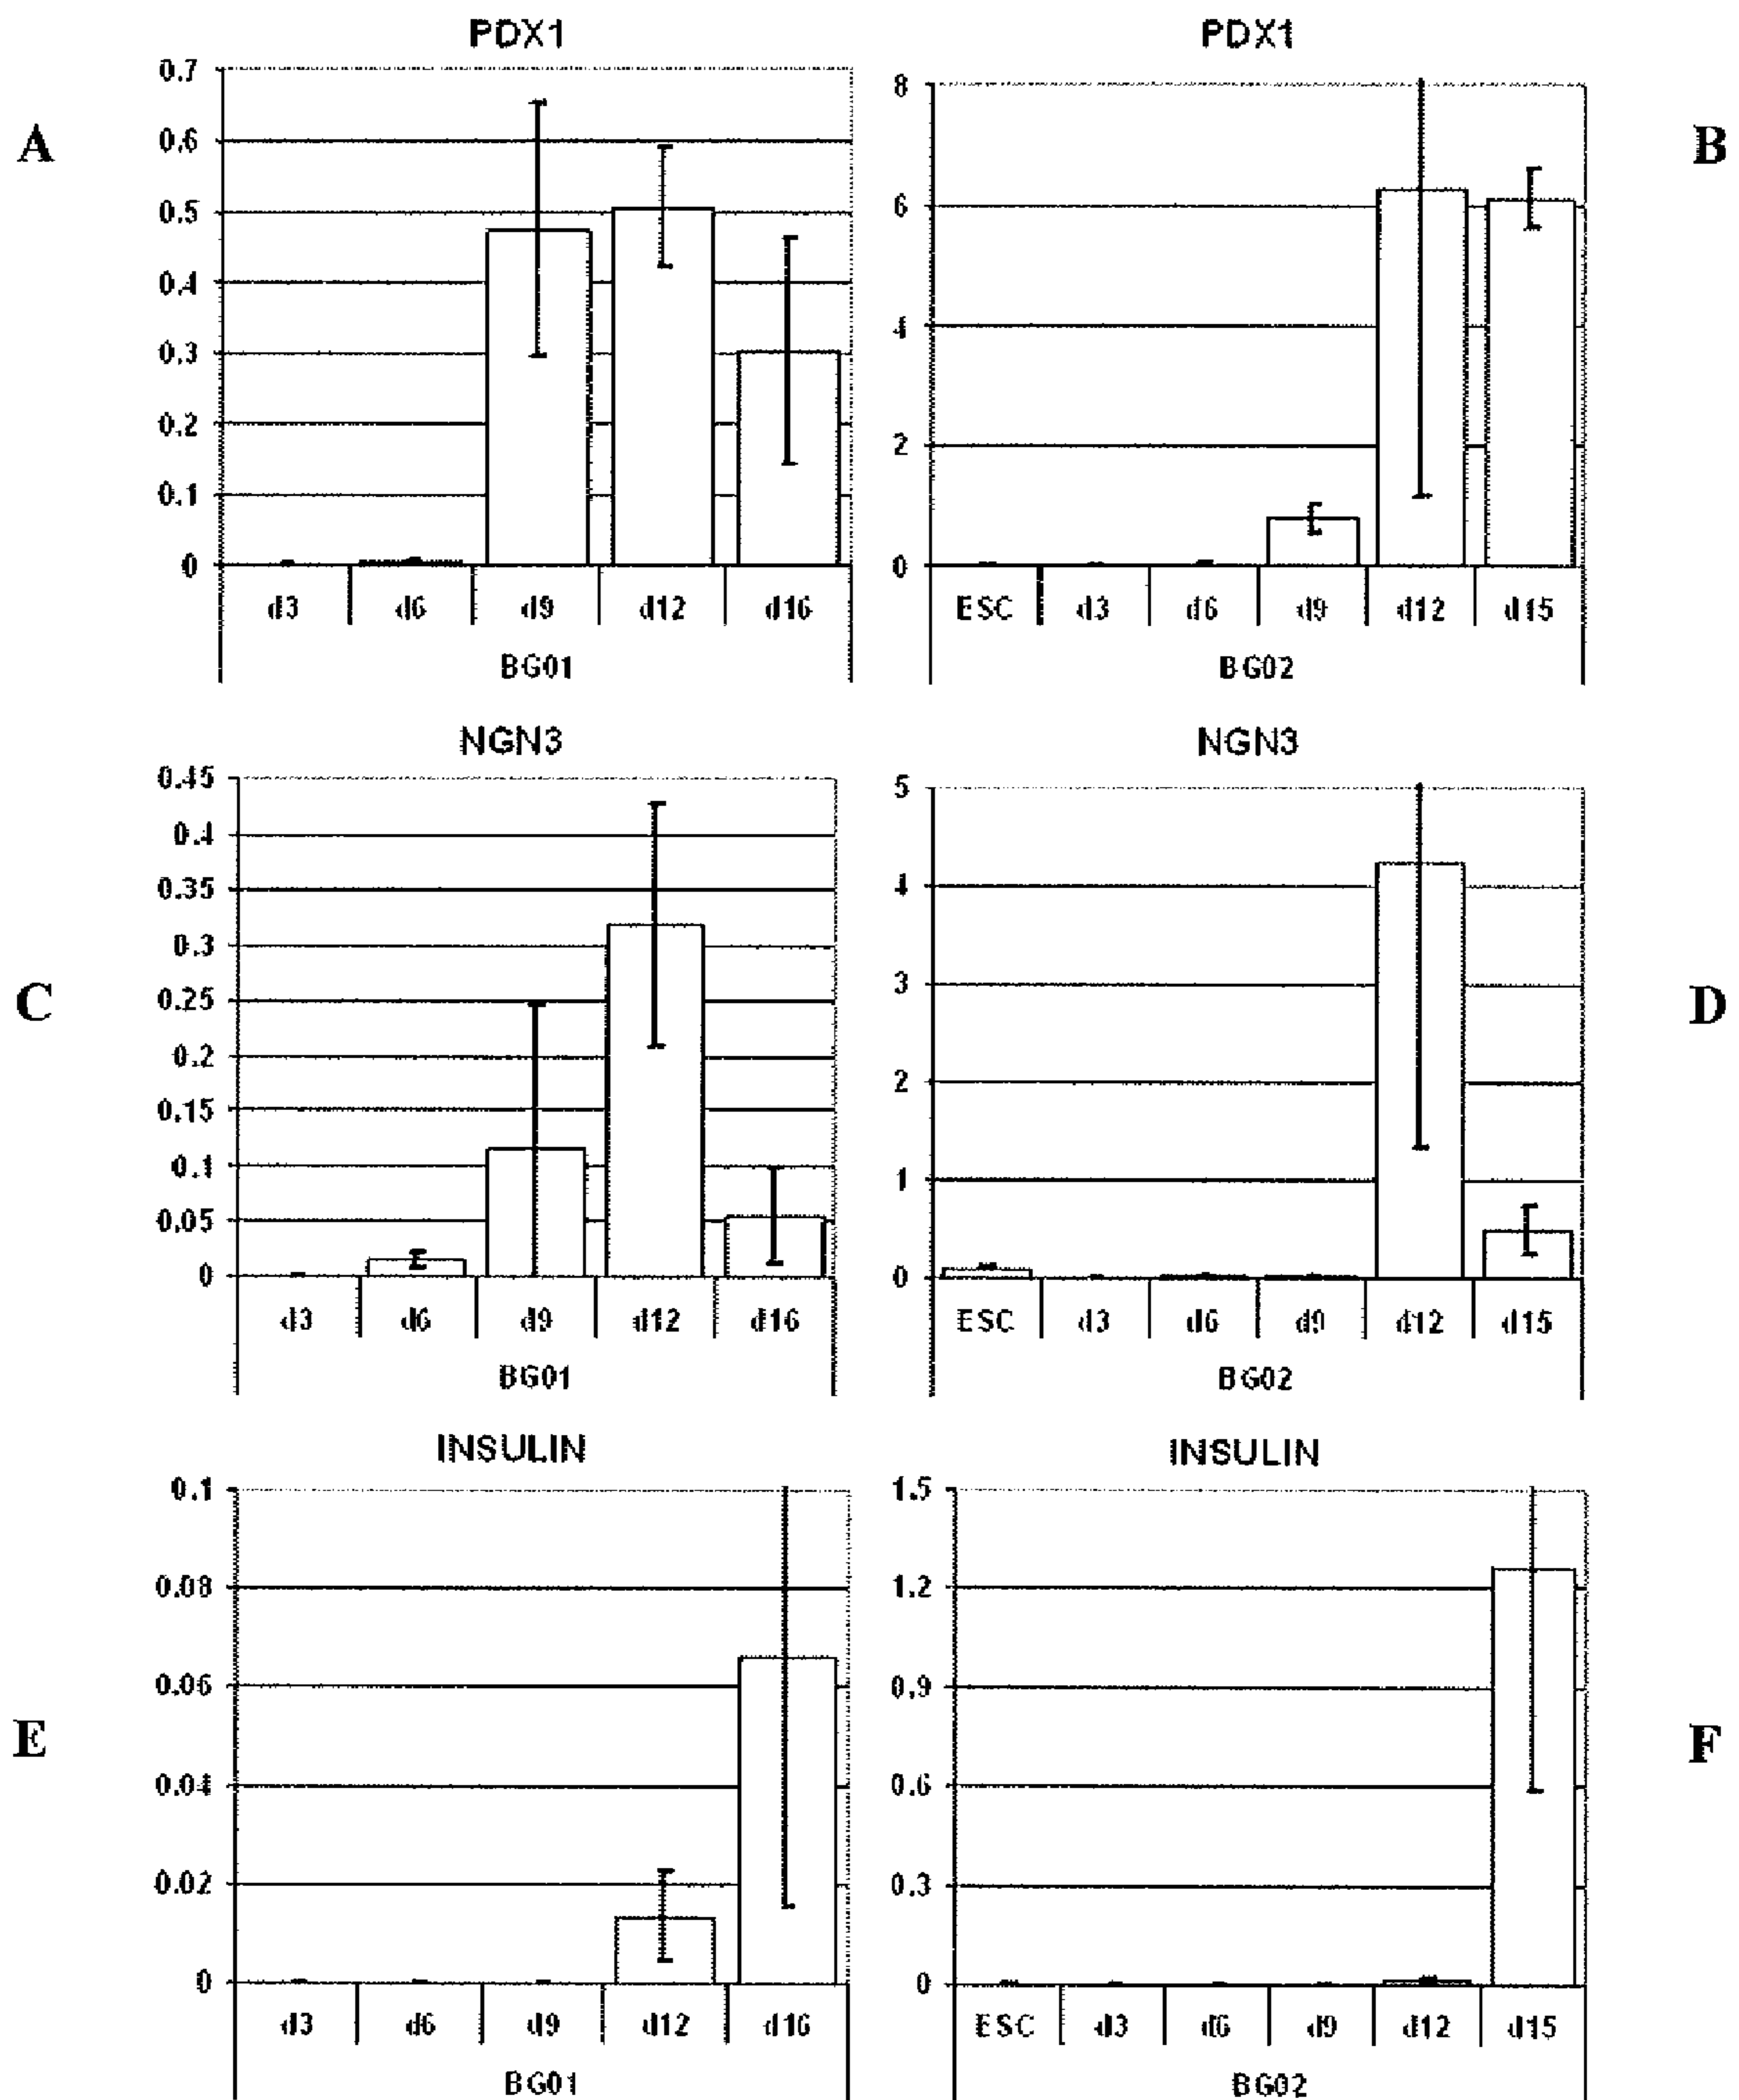 PDX1
0.7
0.6
0.5
0.4
0.3
0.2
0.1
0
d3 d6 d9 d12 d16
BG01
A
PDX1
8
6
4
2
0
ESC d3 d6 d9 d12 d15
BG02
B
NGN3
0.45
0.4
0.35
0.3
0.25
0.2
0.15
0.1
0.05
0
d3 d6 d9 d12 d16
BG01
C
NGN3
5
4
3
2
1
0
ESC d3 d6 d9 d12 d15
BG02
D
INSULIN
0.1
0.08
0.06
0.04
0.02
0
d3 d6 d9 d12 d16
BG01
E
INSULIN
1.5
1.2
0.9
0.6
0.3
0
ESC d3 d6 d9 d12 d15
BG02
F